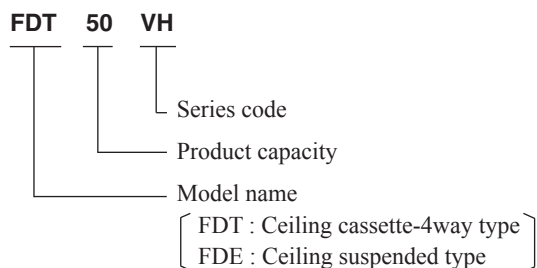 FDT 50 VH
Series code
Product capacity
Model name
FDT : Ceiling cassette-4way type
FDE : Ceiling suspended type